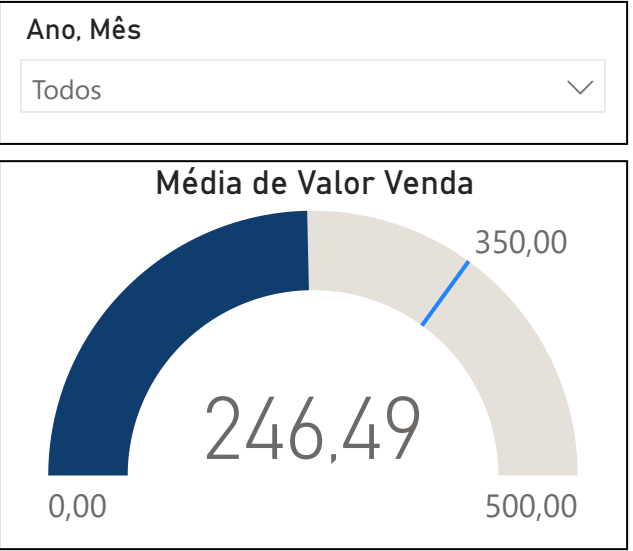 Ano, Mês
Todos
Média de Valor Venda
350,00
246,49
0,00
500,00